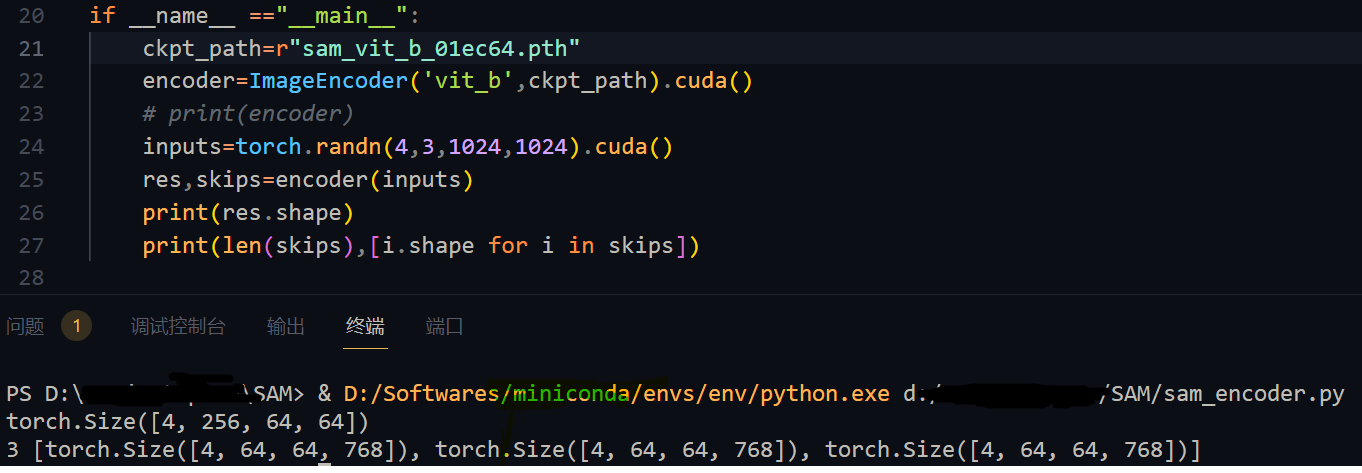 20 if __name__ =="__main__":
21 ckpt_path=r"sam_vit_b_01ec64.pth"
22 encoder=ImageEncoder('vit_b',ckpt_path).cuda()
23 # print(encoder)
24 inputs=torch.randn(4,3,1024,1024).cuda()
25 res,skips=encoder(inputs)
26 print(res.shape)
27 print(len(skips),[i.shape for i in skips])
28
问题 1 调试控制台 输出 终端 端口
PS D:\ \SAM> & D:/Softwares/miniconda/envs/env/python.exe d:/ /SAM/sam_encoder.py
torch.Size([4, 256, 64, 64])
3 [torch.Size([4, 64, 64, 768]), torch.Size([4, 64, 64, 768]), torch.Size([4, 64, 64, 768])]